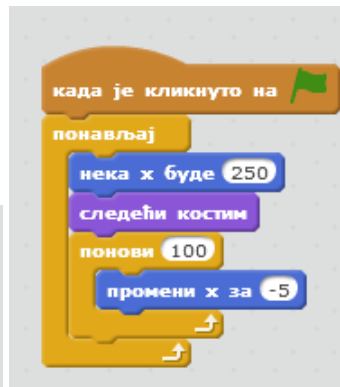 када је кликнуто на
понављај
нека x буде 250
следећи костим
понови 100
промени x за -5